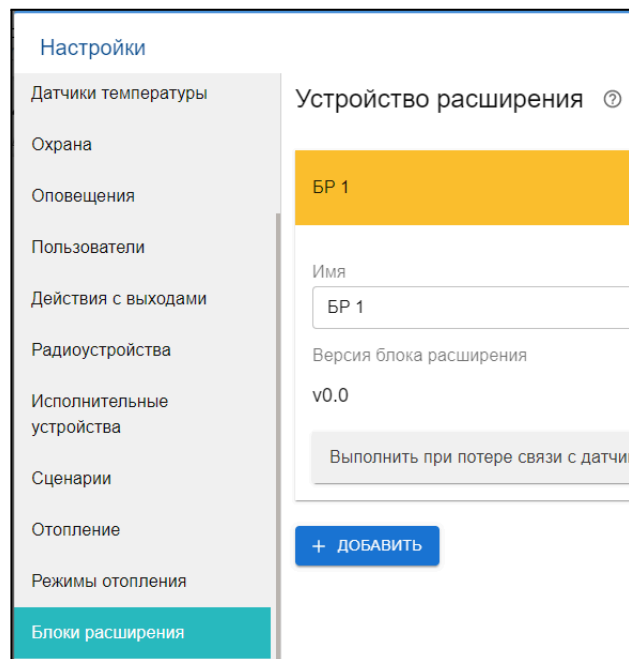 Настройки
Датчики температуры
Охрана
Оповещения
Пользователи
Действия с выходами
Радиоустройства
Исполнительные
устройства
Сценарии
Отопление
Режимы отопления
Блоки расширения
Устройство расширения ?
БР 1
Имя
БР 1
Версия блока расширения
v0.0
Выполнить при потере связи с датчи
+ ДОБАВИТЬ